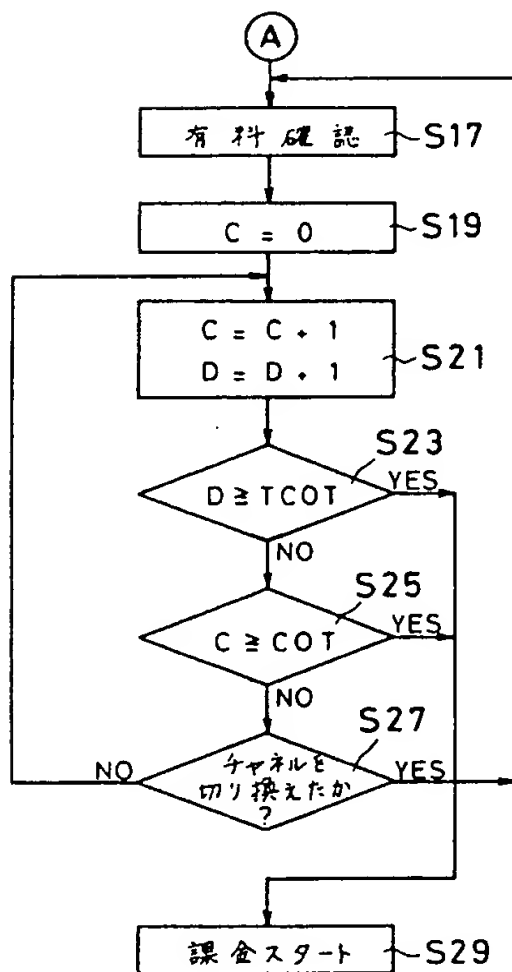 A
有料確認
S17
C = 0
S19
C = C + 1
D = D + 1
S21
S23
D ≧ TCOT
YES
NO
S25
C ≧ COT
YES
NO
S27
チャネルを
切り換えたか
?
NO
YES
課金スタート
S29